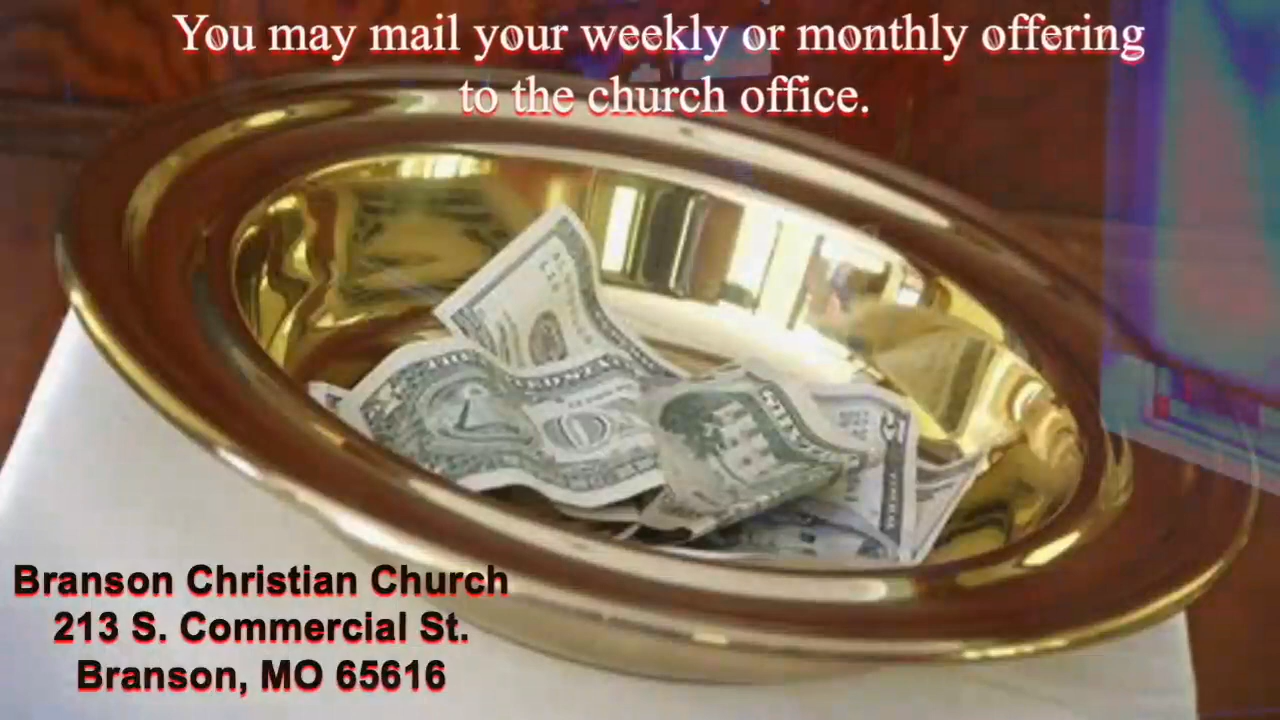 You may mail your weekly or monthly offering
to the church office.
Branson Christian Church
213 S. Commercial St.
Branson, MO 65616